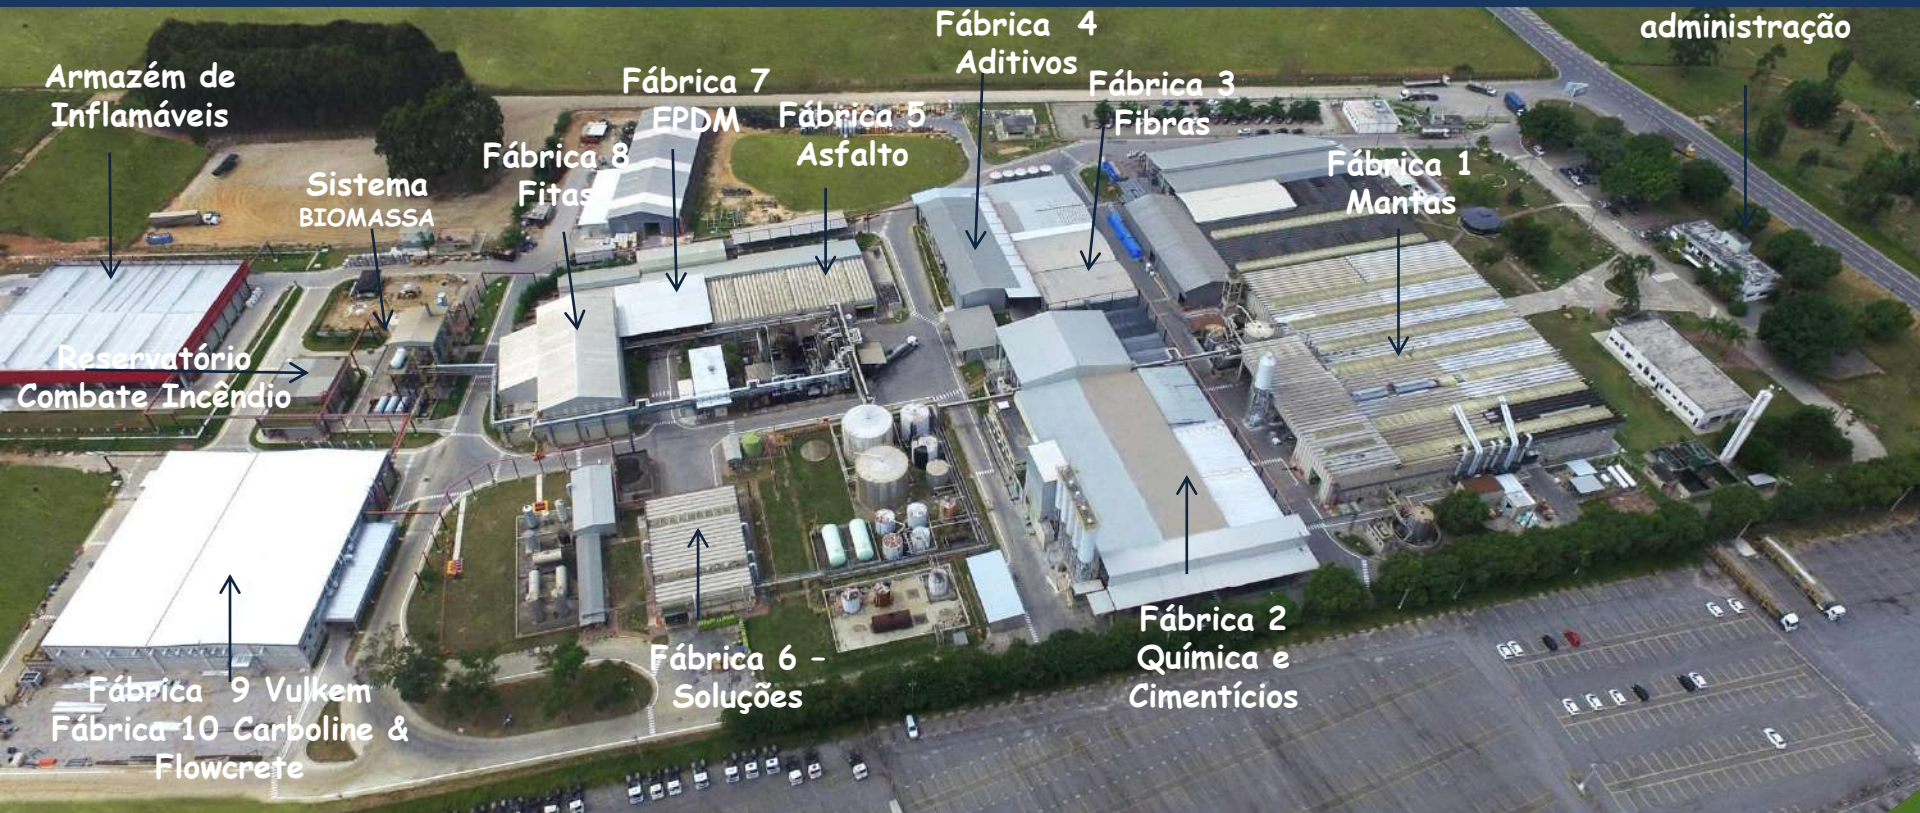 administração
Fábrica 4
Aditivos
Fábrica 3
Fibras
Fábrica 7
EPDM
Fábrica 5
Asfalto
Armazém de
Inflamáveis
Fábrica 8
Fitas
Sistema
BIOMASSA
Fábrica 1
Mantas
Reservatório
Combate Incêndio
Fábrica 2
Química e
Cimentícios
Fábrica 6 -
Soluções
Fábrica 9 Vulkem
Fábrica 10 Carboline &
Flowcrete